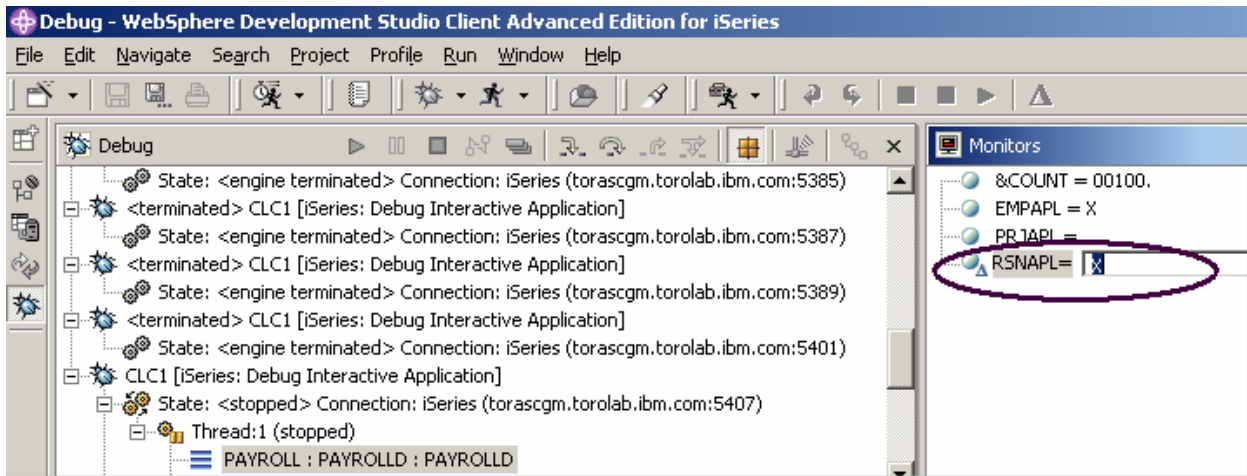 Debug - WebSphere Development Studio Client Advanced Edition for iSeries
File Edit Navigate Search Project Profile Run Window Help
Debug
State: <engine terminated> Connection: iSeries (torascgm.torolab.ibm.com:5385)
<terminated> CLC1 [iSeries: Debug Interactive Application]
State: <engine terminated> Connection: iSeries (torascgm.torolab.ibm.com:5387)
<terminated> CLC1 [iSeries: Debug Interactive Application]
State: <engine terminated> Connection: iSeries (torascgm.torolab.ibm.com:5389)
<terminated> CLC1 [iSeries: Debug Interactive Application]
State: <engine terminated> Connection: iSeries (torascgm.torolab.ibm.com:5401)
CLC1 [iSeries: Debug Interactive Application]
State: <stopped> Connection: iSeries (torascgm.torolab.ibm.com:5407)
Thread:1 (stopped)
PAYROLL : PAYROLLD : PAYROLLD
Monitors
&COUNT = 00100.
EMPAPL = X
PRJAPL =
RSNAPL= x